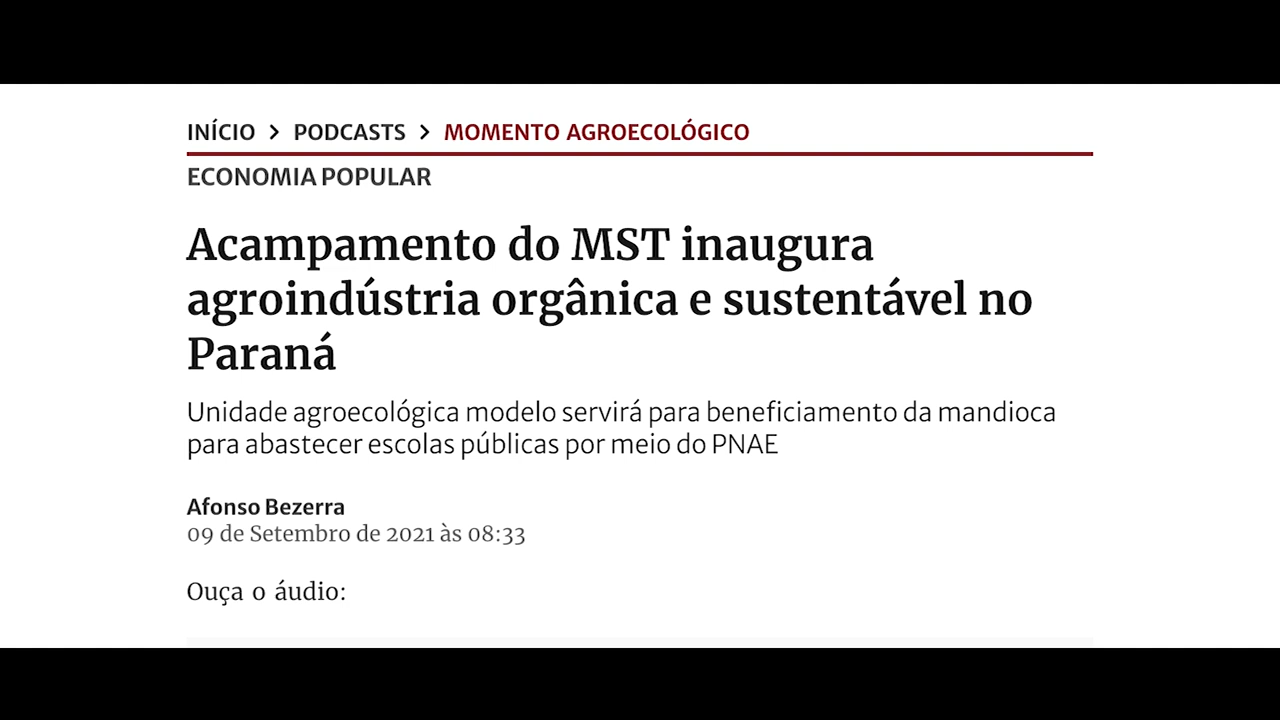 INÍCIO > PODCASTS > MOMENTO AGROECOLÓGICO
ECONOMIA POPULAR
Acampamento do MST inaugura
agroindústria orgânica e sustentável no
Paraná
Unidade agroecológica modelo servirá para beneficiamento da mandioca
para abastecer escolas públicas por meio do PNAE
Afonso Bezerra
09 de Setembro de 2021 às 08:33
Ouça o áudio: